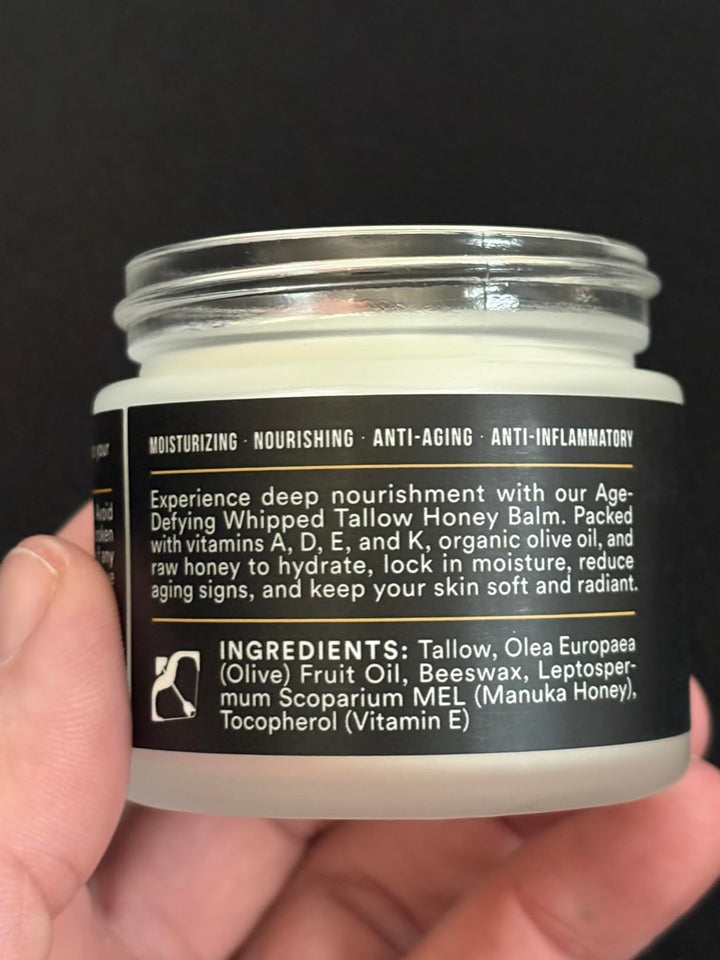 MOISTURIZING · NOURISHING · ANTI-AGING · ANTI-INFLAMMATORY
Experience deep nourishment with our Age-
Defying Whipped Tallow Honey Balm. Packed
with vitamins A, D, E, and K, organic olive oil, and
raw honey to hydrate, lock in moisture, reduce
aging signs, and keep your skin soft and radiant.
INGREDIENTS: Tallow, Olea Europaea
(Olive) Fruit Oil, Beeswax, Leptosper-
mum Scoparium MEL (Manuka Honey),
Tocopherol (Vitamin E)
your
any